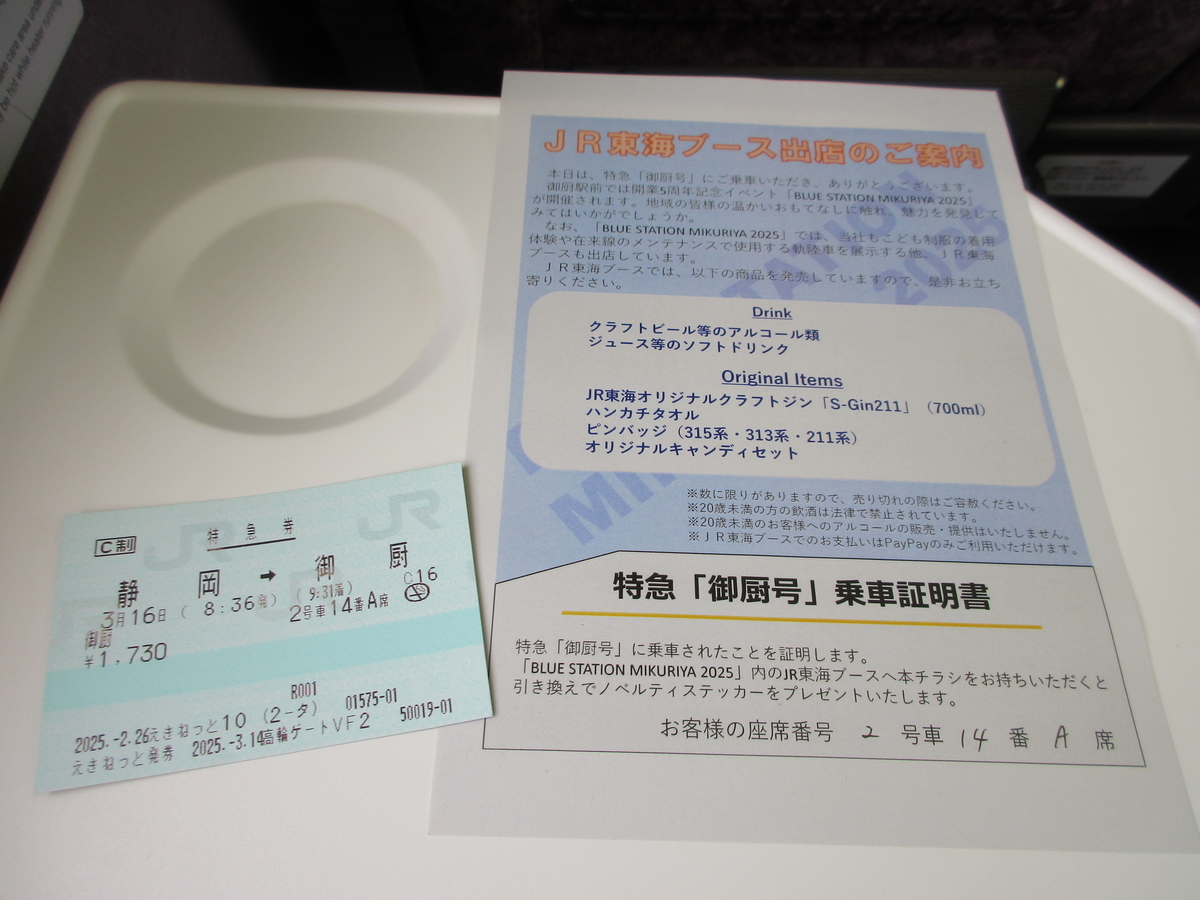 ake care area unde
y be hot while heater running
C制
特急券
静岡 → 御厨
3月16日 ( 8:36発) ( 9:31着) C16
2号車14番A席
御厨
¥1,730
R001
2025.-2.26えきねっと10 (2-タ) 01575-01
えきねっと発券 2025.-3.14高輪ゲートVF2 50019-01
JR東海ブース出店のご案内
本日は、特急「御厨号」にご乗車いただき、ありがとうございます。
御厨駅前では開業5周年記念イベント「BLUE STATION MIKURIYA 2025」
が開催されます。地域の皆様の温かいおもてなしに触れ、魅力を発見して
みてはいかがでしょうか。
なお、「BLUE STATION MIKURIYA 2025」では、当社もこども制服の着用
体験や在来線のメンテナンスで使用する軌陸車を展示する他、JR東海
ブースも出店しています。
JR東海ブースでは、以下の商品を発売していますので、是非お立ち
寄りください。
Drink
クラフトビール等のアルコール類
ジュース等のソフトドリンク
Original Items
JR東海オリジナルクラフトジン「S-Gin211」（700ml）
ハンカチタオル
ピンバッジ（315系・313系・211系）
オリジナルキャンディセット
※数に限りがありますので、売り切れの際はご容赦ください。
※20歳未満の方の飲酒は法律で禁止されています。
※20歳未満のお客様へのアルコールの販売・提供はいたしません。
※JR東海ブースでのお支払いはPayPayのみご利用いただけます。
特急「御厨号」乗車証明書
特急「御厨号」に乗車されたことを証明します。
「BLUE STATION MIKURIYA 2025」内のJR東海ブースへ本チラシをお持ちいただくと
引き換えでノベルティステッカーをプレゼントいたします。
お客様の座席番号 2 号車 14 番 A 席